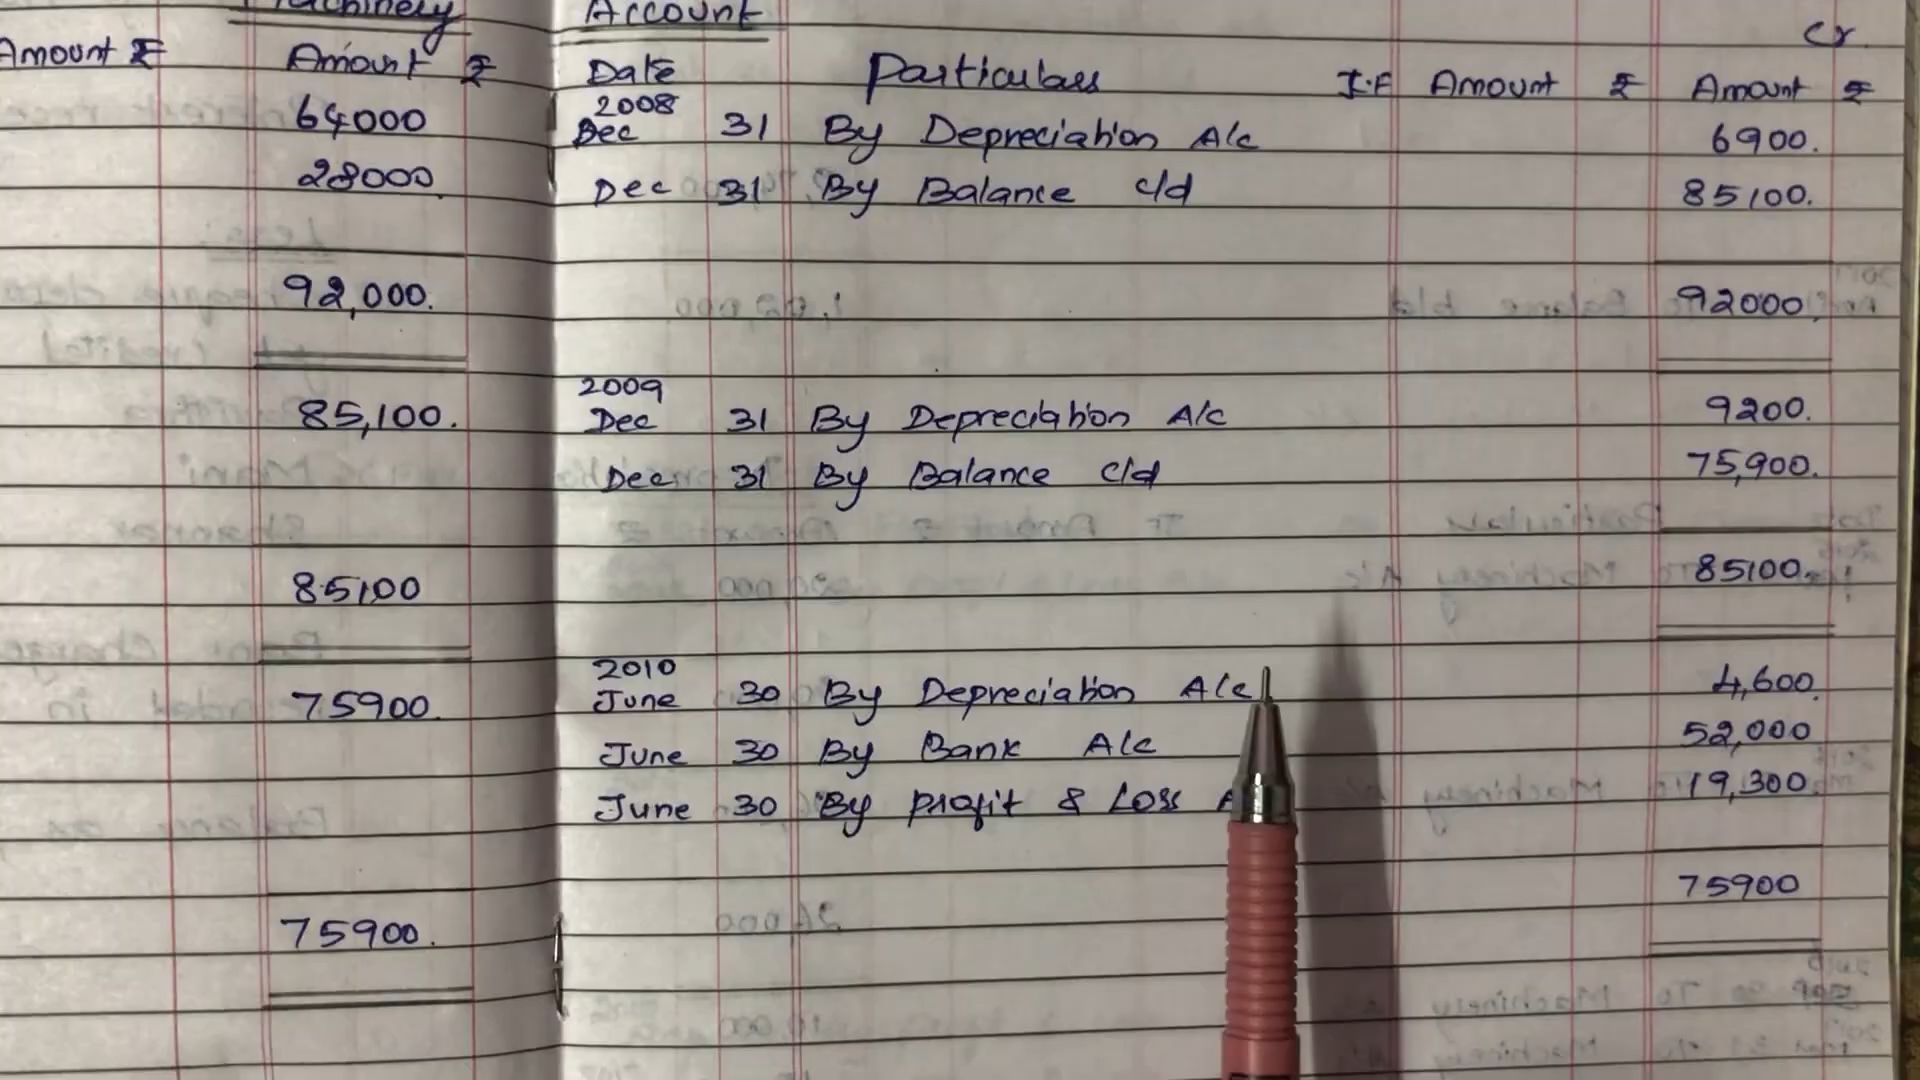 Machinery Account
Cr.
Amount ₹ Amount ₹ Date Particulars J.F Amount ₹ Amount ₹
2008
64000 Dec 31 By Depreciation A/c 6900.
28000 Dec 31 By Balance c/d 85100.
92,000. 92000.
2009
85,100. Dec 31 By Depreciation A/c 9200.
Dec 31 By Balance c/d 75,900.
85100 85100.
2010
75900. June 30 By Depreciation A/c 4,600.
June 30 By Bank A/c 52,000
June 30 By Profit & Loss 19,300.
75900. 75900